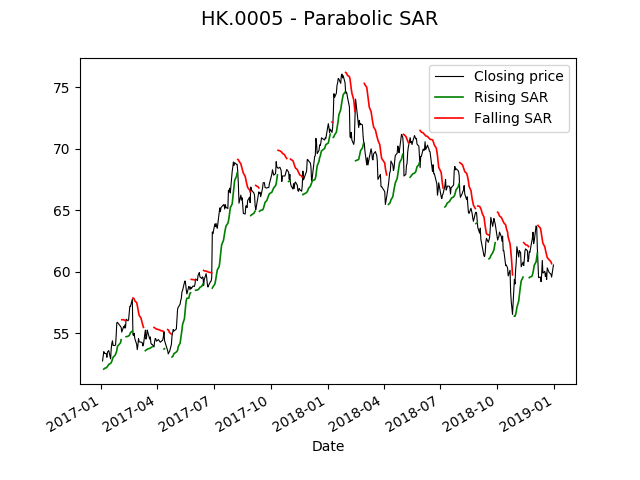 HK.0005 - Parabolic SAR
Closing price
Rising SAR
Falling SAR
75
70
65
60
55
2017-01
2017-04
2017-07
2017-10
2018-01
2018-04
2018-07
2018-10
2019-01
Date